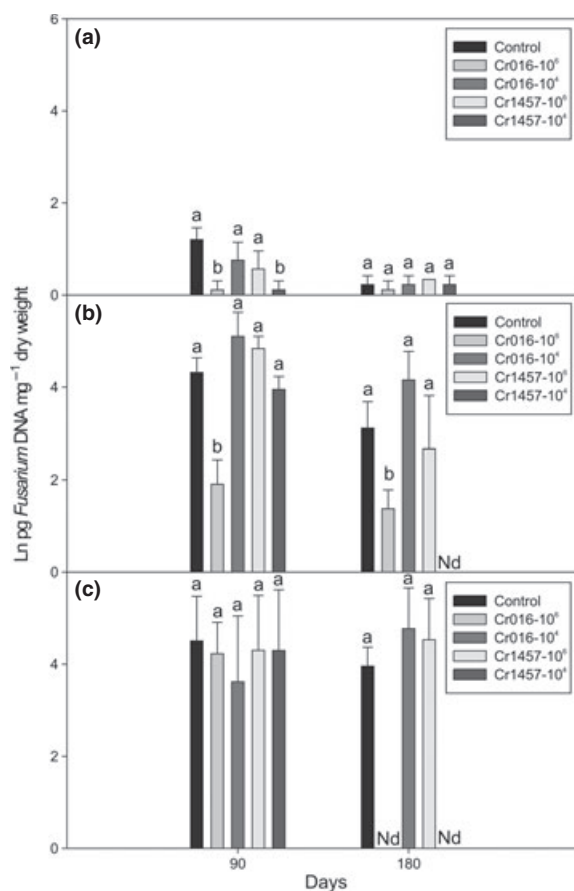 Ln pg Fusarium DNA mg⁻¹ dry weight
(a)
6
4
2
0
Control
Cr016-10⁶
Cr016-10⁴
Cr1457-10⁶
Cr1457-10⁴
a b a a b
a a a a a
(b)
4
2
0
Control
Cr016-10⁶
Cr016-10⁴
Cr1457-10⁶
Cr1457-10⁴
a b a a a
a b a a Nd
(c)
4
2
0
Control
Cr016-10⁶
Cr016-10⁴
Cr1457-10⁶
Cr1457-10⁴
a a a a a
a Nd a a Nd
90 180
Days